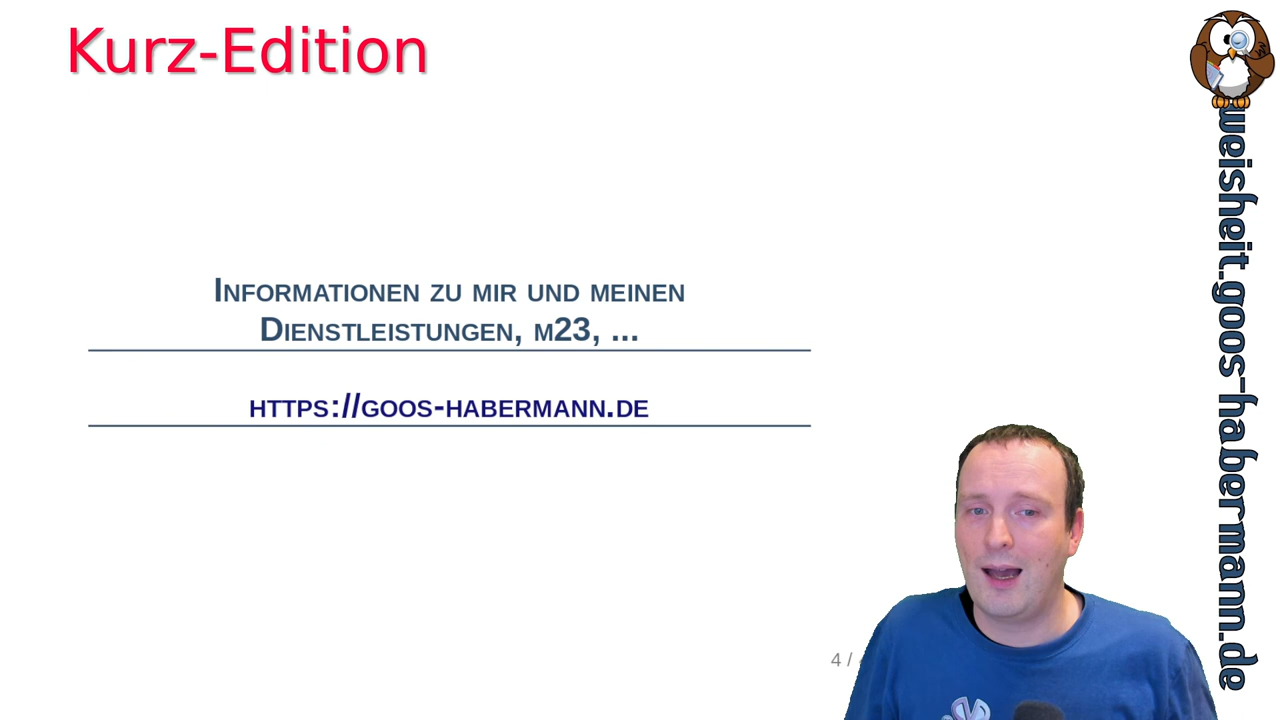 Kurz-Edition
Informationen zu mir und meinen
Dienstleistungen, m23, ...
https://goos-habermann.de
4 /
weisheit.goos-habermann.de